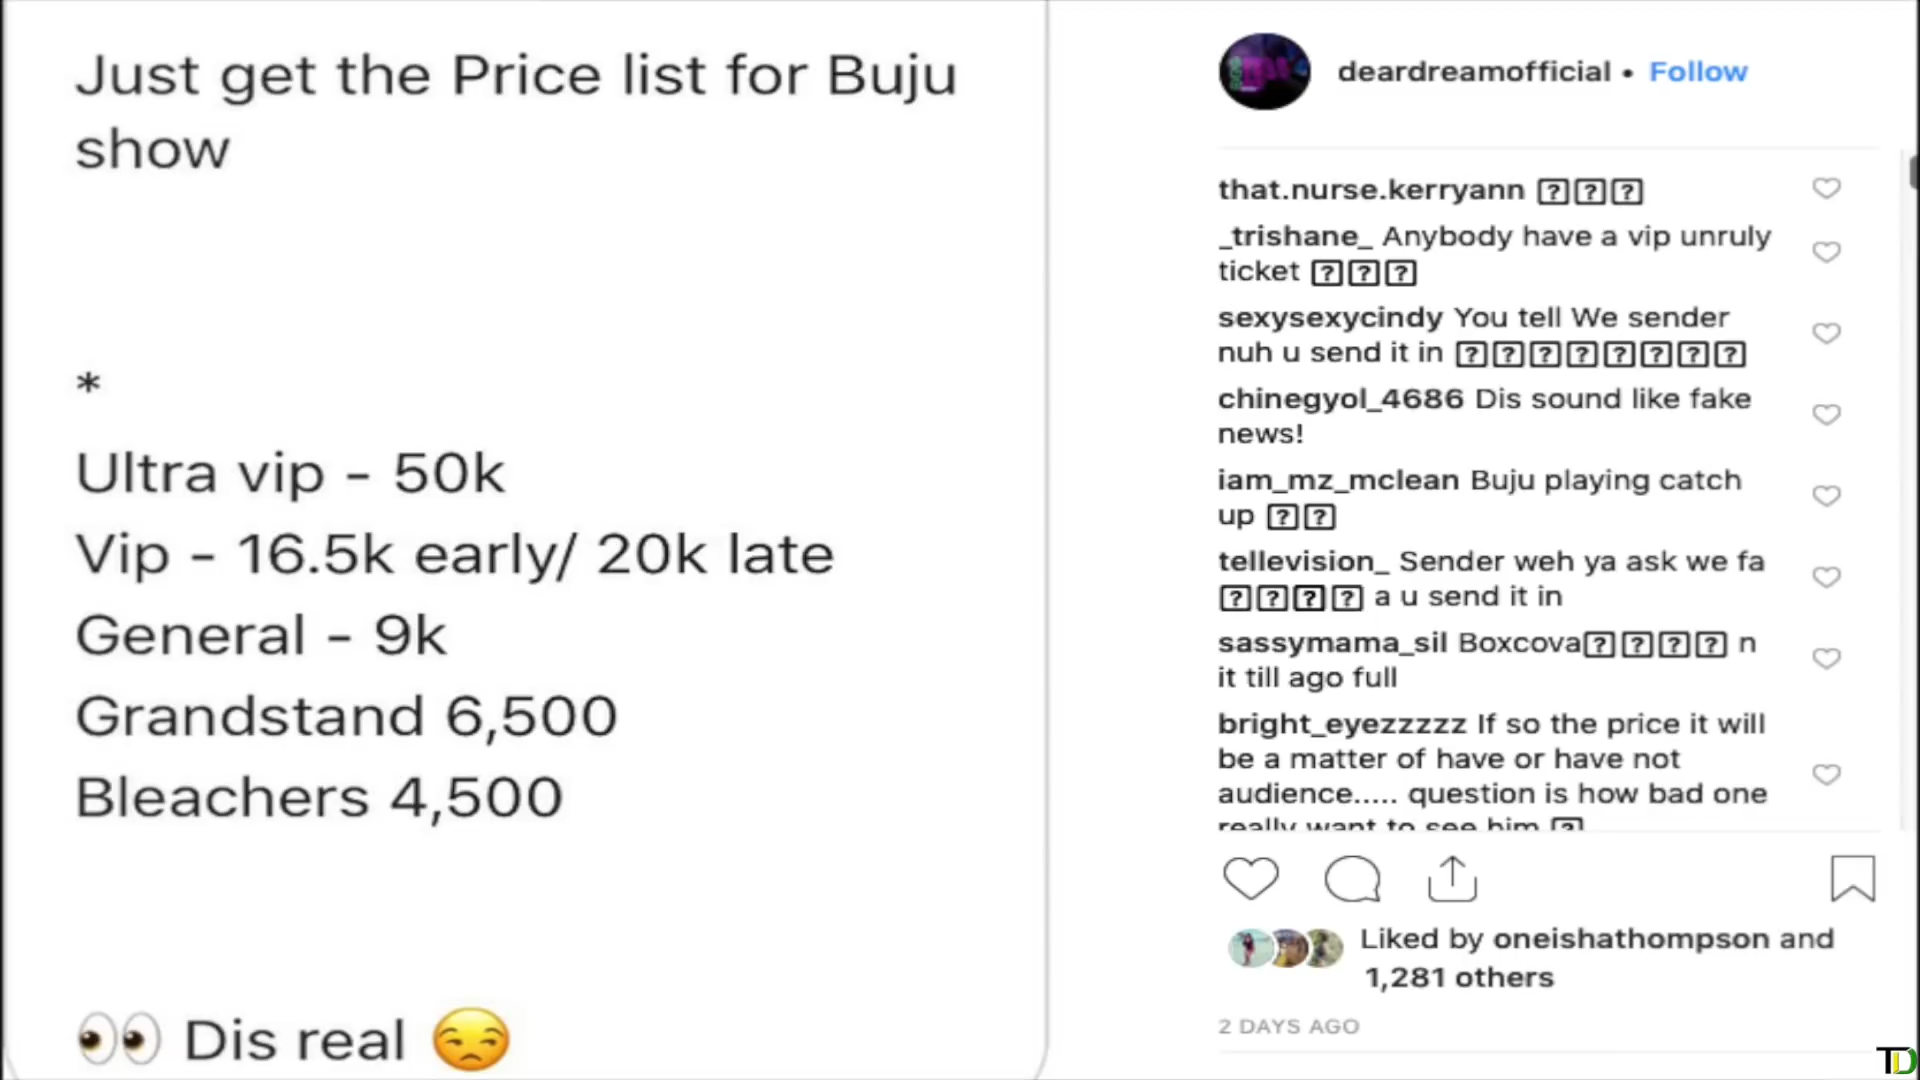 Just get the Price list for Buju
show
*
Ultra vip - 50k
Vip - 16.5k early/ 20k late
General - 9k
Grandstand 6,500
Bleachers 4,500
👀 Dis real 😒
deardreamofficial • Follow
that.nurse.kerryann ???
_trishane_ Anybody have a vip unruly
ticket ???
sexysexycindy You tell We sender
nuh u send it in ????????
chinegyol_4686 Dis sound like fake
news!
iam_mz_mclean Buju playing catch
up ??
tellevision_ Sender weh ya ask we fa
???? a u send it in
sassymama_sil Boxcova???? n
it till ago full
bright_eyezzzzz If so the price it will
be a matter of have or have not
audience..... question is how bad one
really want to see him ?
Liked by oneishathompson and
1,281 others
2 DAYS AGO
TD